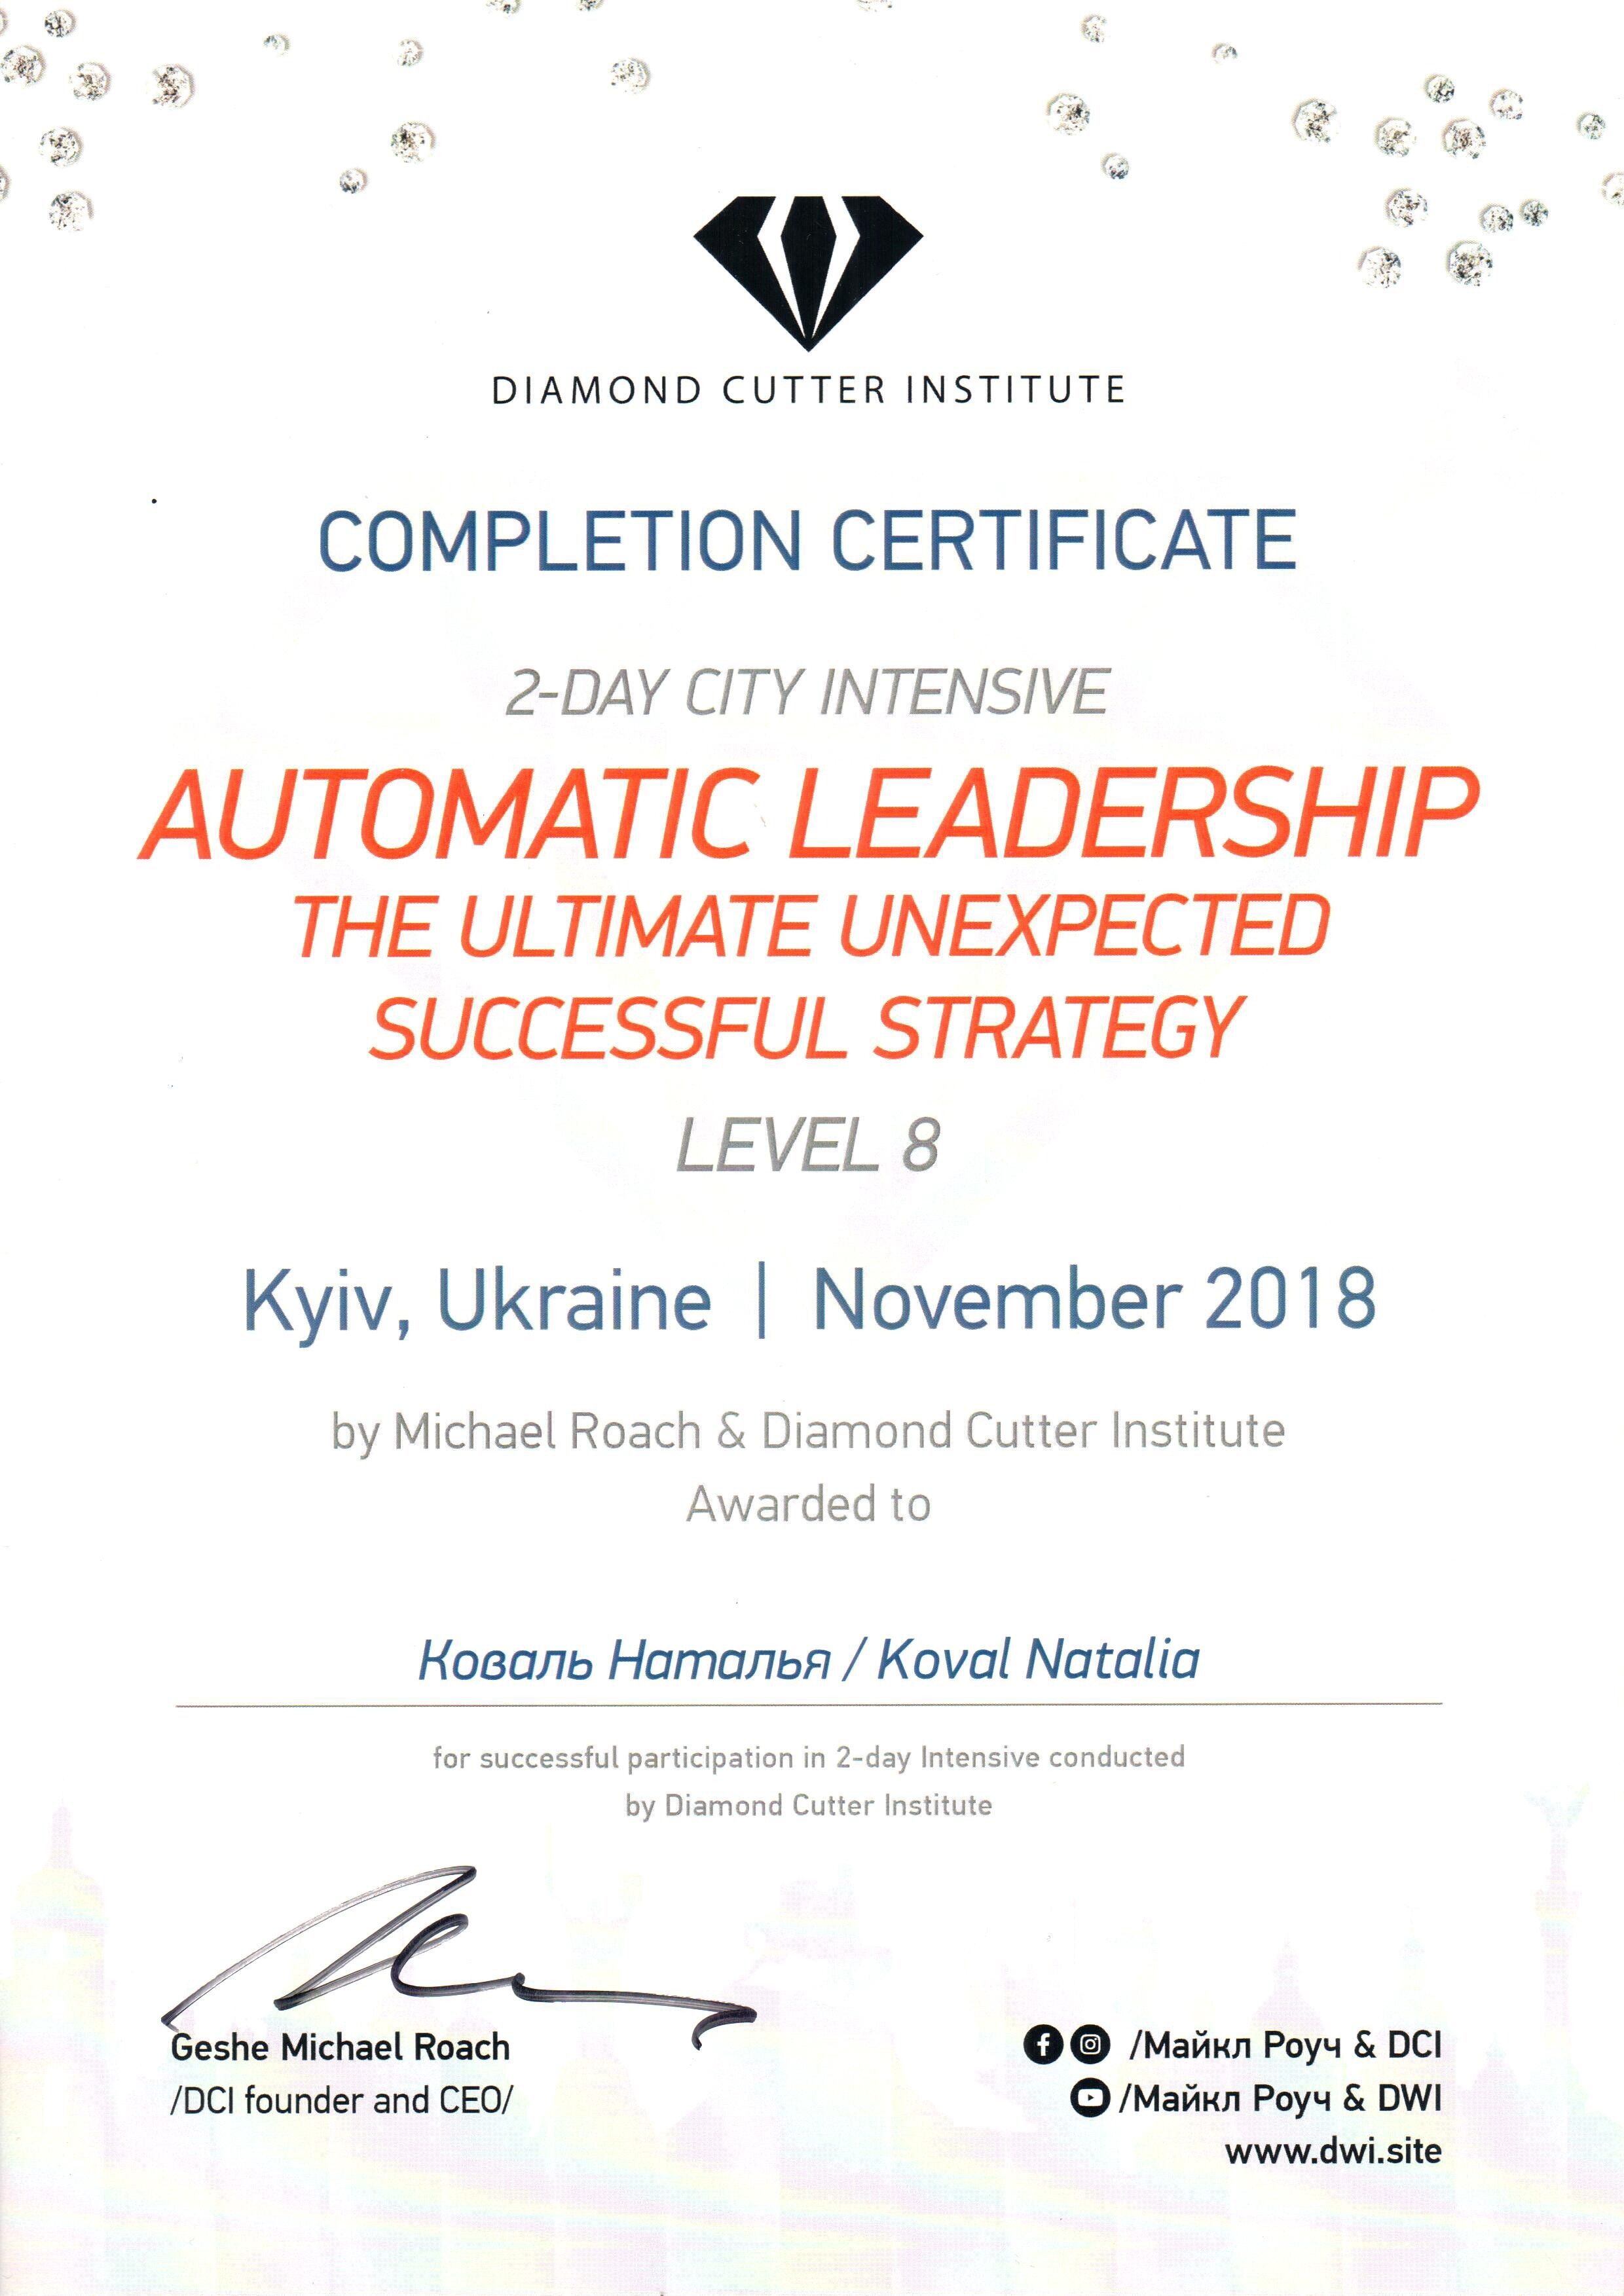 DIAMOND CUTTER INSTITUTE
COMPLETION CERTIFICATE
2-DAY CITY INTENSIVE
AUTOMATIC LEADERSHIP
THE ULTIMATE UNEXPECTED
SUCCESSFUL STRATEGY
LEVEL 8
Kyiv, Ukraine | November 2018
by Michael Roach & Diamond Cutter Institute
Awarded to
Коваль Наталья / Koval Natalia
for successful participation in 2-day Intensive conducted
by Diamond Cutter Institute
Geshe Michael Roach
/DCI founder and CEO/
/Майкл Роуч & DCI
/Майкл Роуч & DWI
www.dwi.site